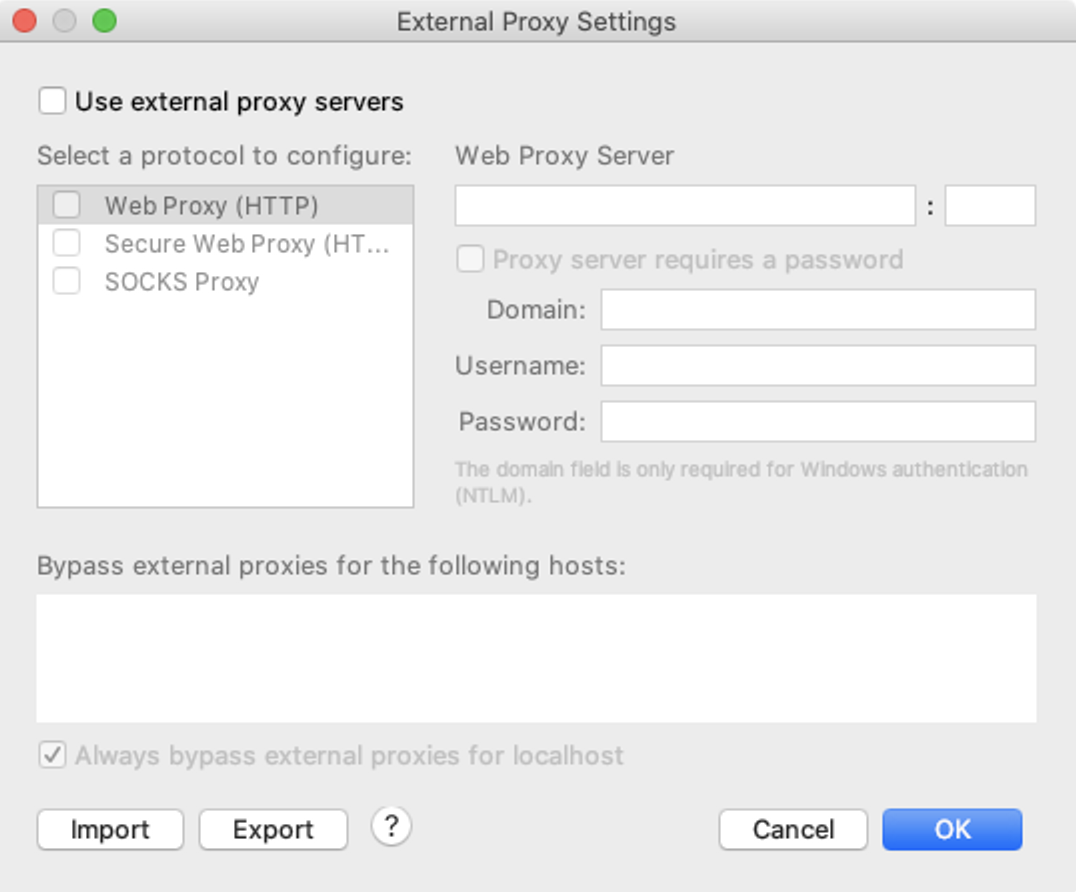 External Proxy Settings
Use external proxy servers
Select a protocol to configure:
Web Proxy (HTTP)
Secure Web Proxy (HT...
SOCKS Proxy
Web Proxy Server
:
Proxy server requires a password
Domain:
Username:
Password:
The domain field is only required for Windows authentication
(NTLM).
Bypass external proxies for the following hosts:
Always bypass external proxies for localhost
Import Export ? Cancel OK